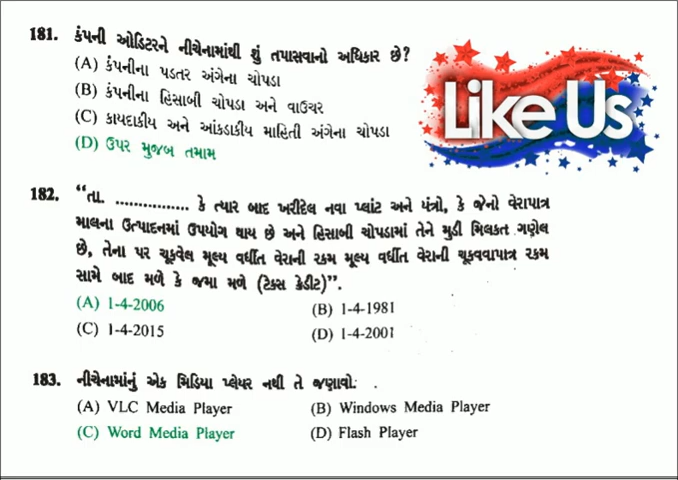 181. કંપની ઓડિટરને નીચેનામાંથી શું તપાસવાનો અધિકાર છે?
(A) કંપનીના પડતર અંગેના ચોપડા
(B) કંપનીના હિસાબી ચોપડા અને વાઉચર
(C) કાયદાકીય અને આંકડાકીય માહિતી અંગેના ચોપડા
(D) ઉપર મુજબ તમામ
Like Us
182. “તા. ................ કે ત્યાર બાદ ખરીદેલ નવા પ્લાંટ અને યંત્રો, કે જેનો વેરાપાત્ર
માલના ઉત્પાદનમાં ઉપયોગ થાય છે અને હિસાબી ચોપડામાં તેને મુડી મિલકત ગણેલ
છે, તેના પર ચૂકવેલ મૂલ્ય વર્ધીત વેરાની રકમ મૂલ્ય વર્ધીત વેરાની ચૂકવવાપાત્ર રકમ
સામે બાદ મળે કે જમા મળે (ટેક્સ ક્રેડીટ)”.
(A) 1-4-2006 (B) 1-4-1981
(C) 1-4-2015 (D) 1-4-2001
183. નીચેનામાંનું એક મિડિયા પ્લેયર નથી તે જણાવો.
(A) VLC Media Player (B) Windows Media Player
(C) Word Media Player (D) Flash Player